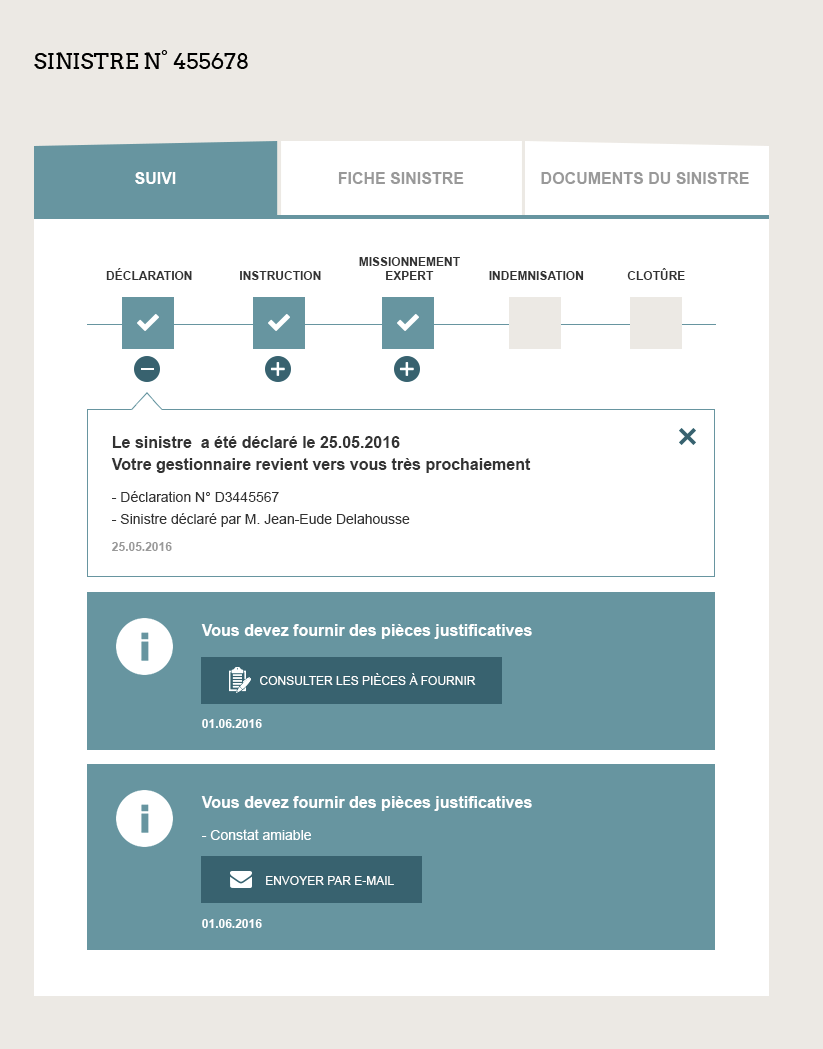 SINISTRE N° 455678
SUIVI
FICHE SINISTRE
DOCUMENTS DU SINISTRE
DÉCLARATION
INSTRUCTION
MISSIONNEMENT
EXPERT
INDEMNISATION
CLOTÛRE
Le sinistre  a été déclaré le 25.05.2016
Votre gestionnaire revient vers vous très prochaiement
- Déclaration N° D3445567
- Sinistre déclaré par M. Jean-Eude Delahousse
25.05.2016
Vous devez fournir des pièces justificatives
CONSULTER LES PIÈCES À FOURNIR
01.06.2016
Vous devez fournir des pièces justificatives
- Constat amiable
ENVOYER PAR E-MAIL
01.06.2016